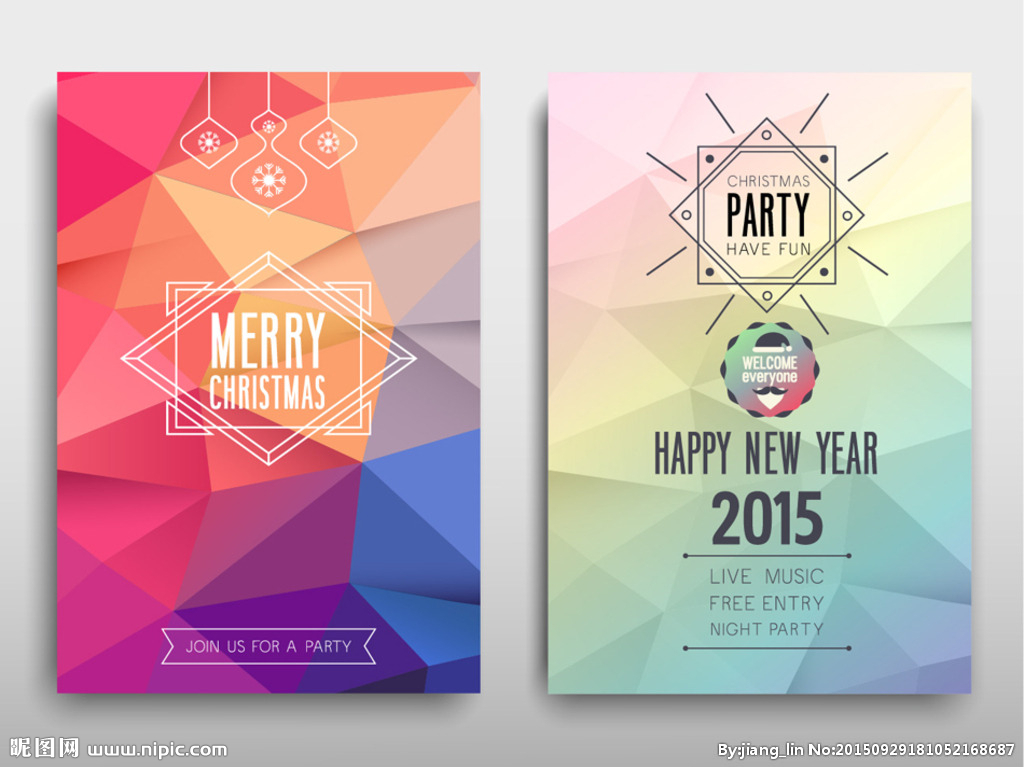 MERRY
CHRISTMAS
JOIN US FOR A PARTY
CHRISTMAS
PARTY
HAVE FUN
WELCOME
everyone
HAPPY NEW YEAR
2015
LIVE MUSIC
FREE ENTRY
NIGHT PARTY
昵图网 www.nipic.com
By:jiang_lin No:20150929181052168687